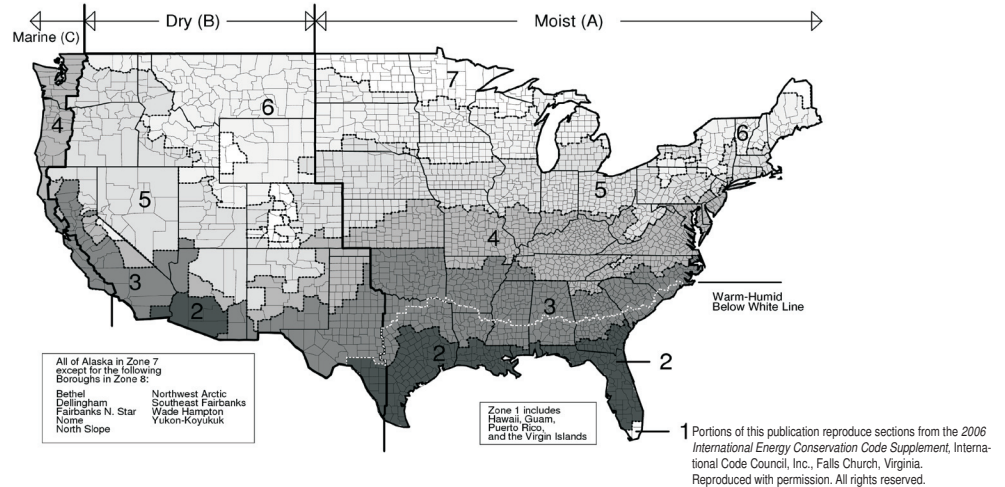 Marine (C)
Dry (B)
Moist (A)
7
6
6
4
5
5
4
3
3
2
2
Warm-Humid
Below White Line
2
1
All of Alaska in Zone 7
except for the following
Boroughs in Zone 8:
Bethel
Dellingham
Fairbanks N. Star
Nome
North Slope
Northwest Arctic
Southeast Fairbanks
Wade Hampton
Yukon-Koyukuk
Zone 1 includes
Hawaii, Guam,
Puerto Rico,
and the Virgin Islands
Portions of this publication reproduce sections from the 2006
International Energy Conservation Code Supplement, Interna-
tional Code Council, Inc., Falls Church, Virginia.
Reproduced with permission. All rights reserved.